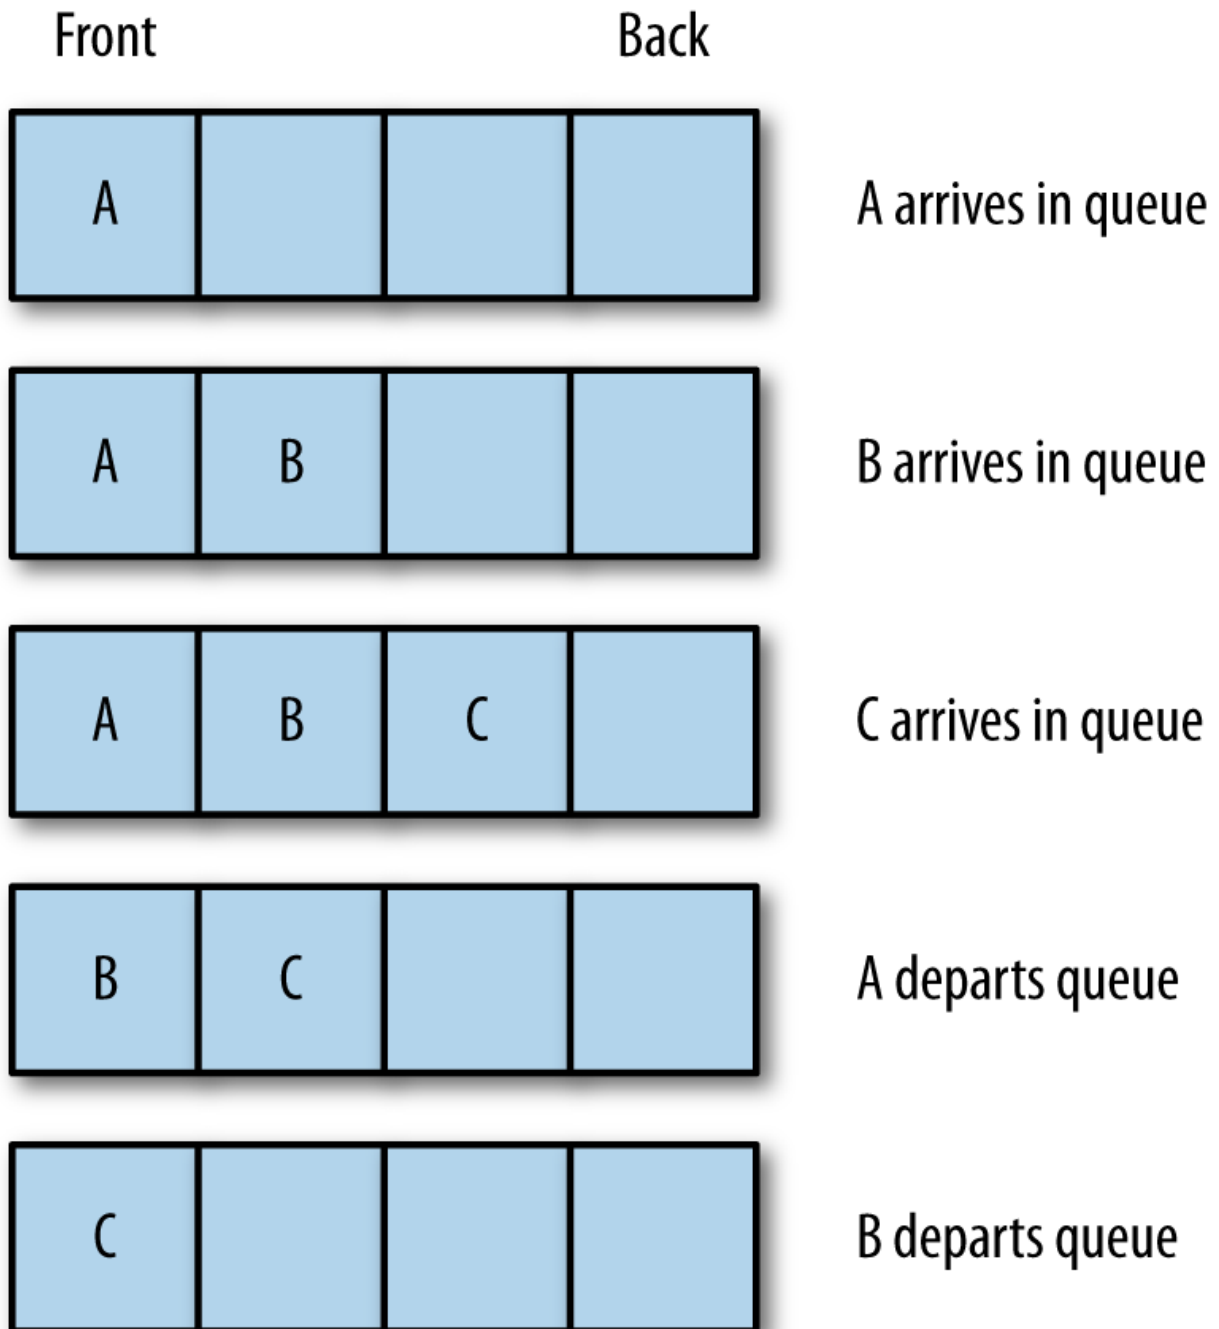 Front Back
A A arrives in queue
A B B arrives in queue
A B C C arrives in queue
B C A departs queue
C B departs queue